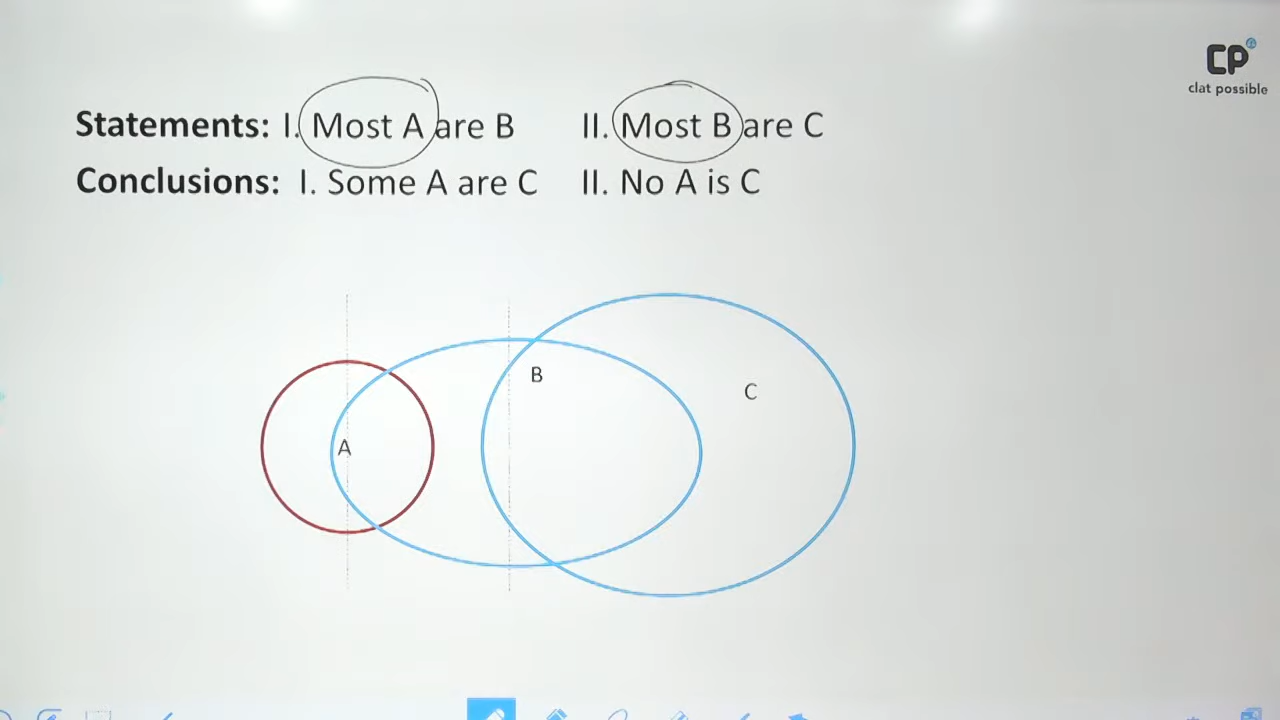 CP
clat possible
Statements: I. Most A are B II. Most B are C
Conclusions: I. Some A are C II. No A is C
B
C
A